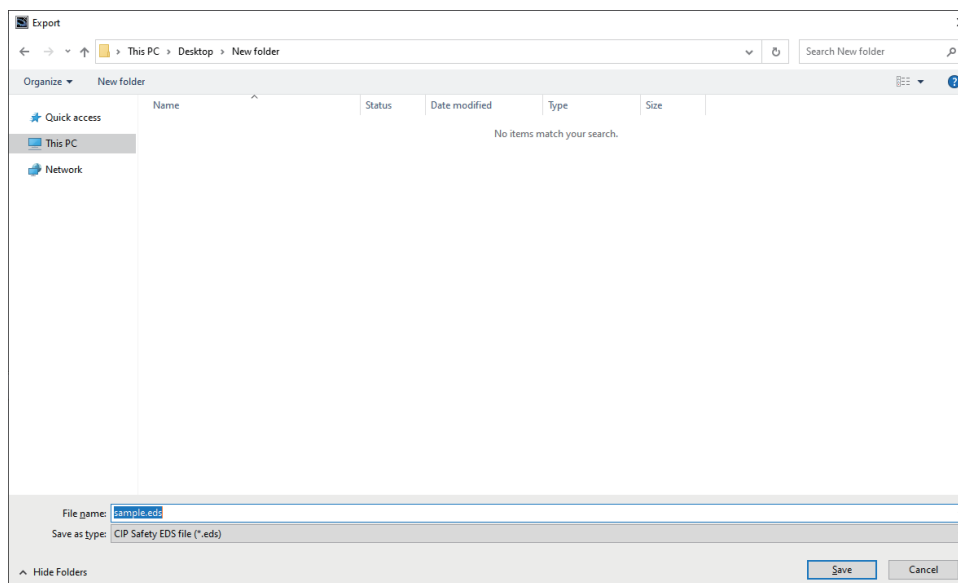 Export
This PC > Desktop > New folder
Search New folder
Organize
New folder
Name
Status
Date modified
Type
Size
Quick access
No items match your search.
This PC
Network
File name: sample.eds
Save as type: CIP Safety EDS file (*.eds)
Hide Folders
Save
Cancel